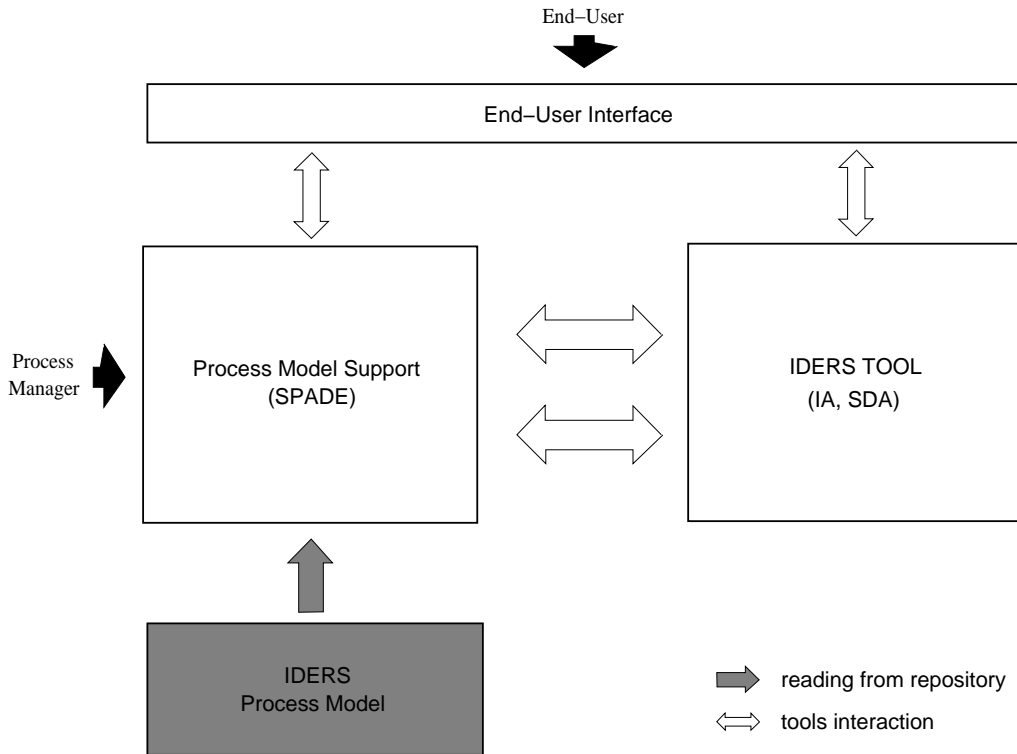 End−User
End−User Interface
Process
Manager
Process Model Support
(SPADE)
IDERS TOOL
(IA, SDA)
IDERS
Process Model
reading from repository
tools interaction